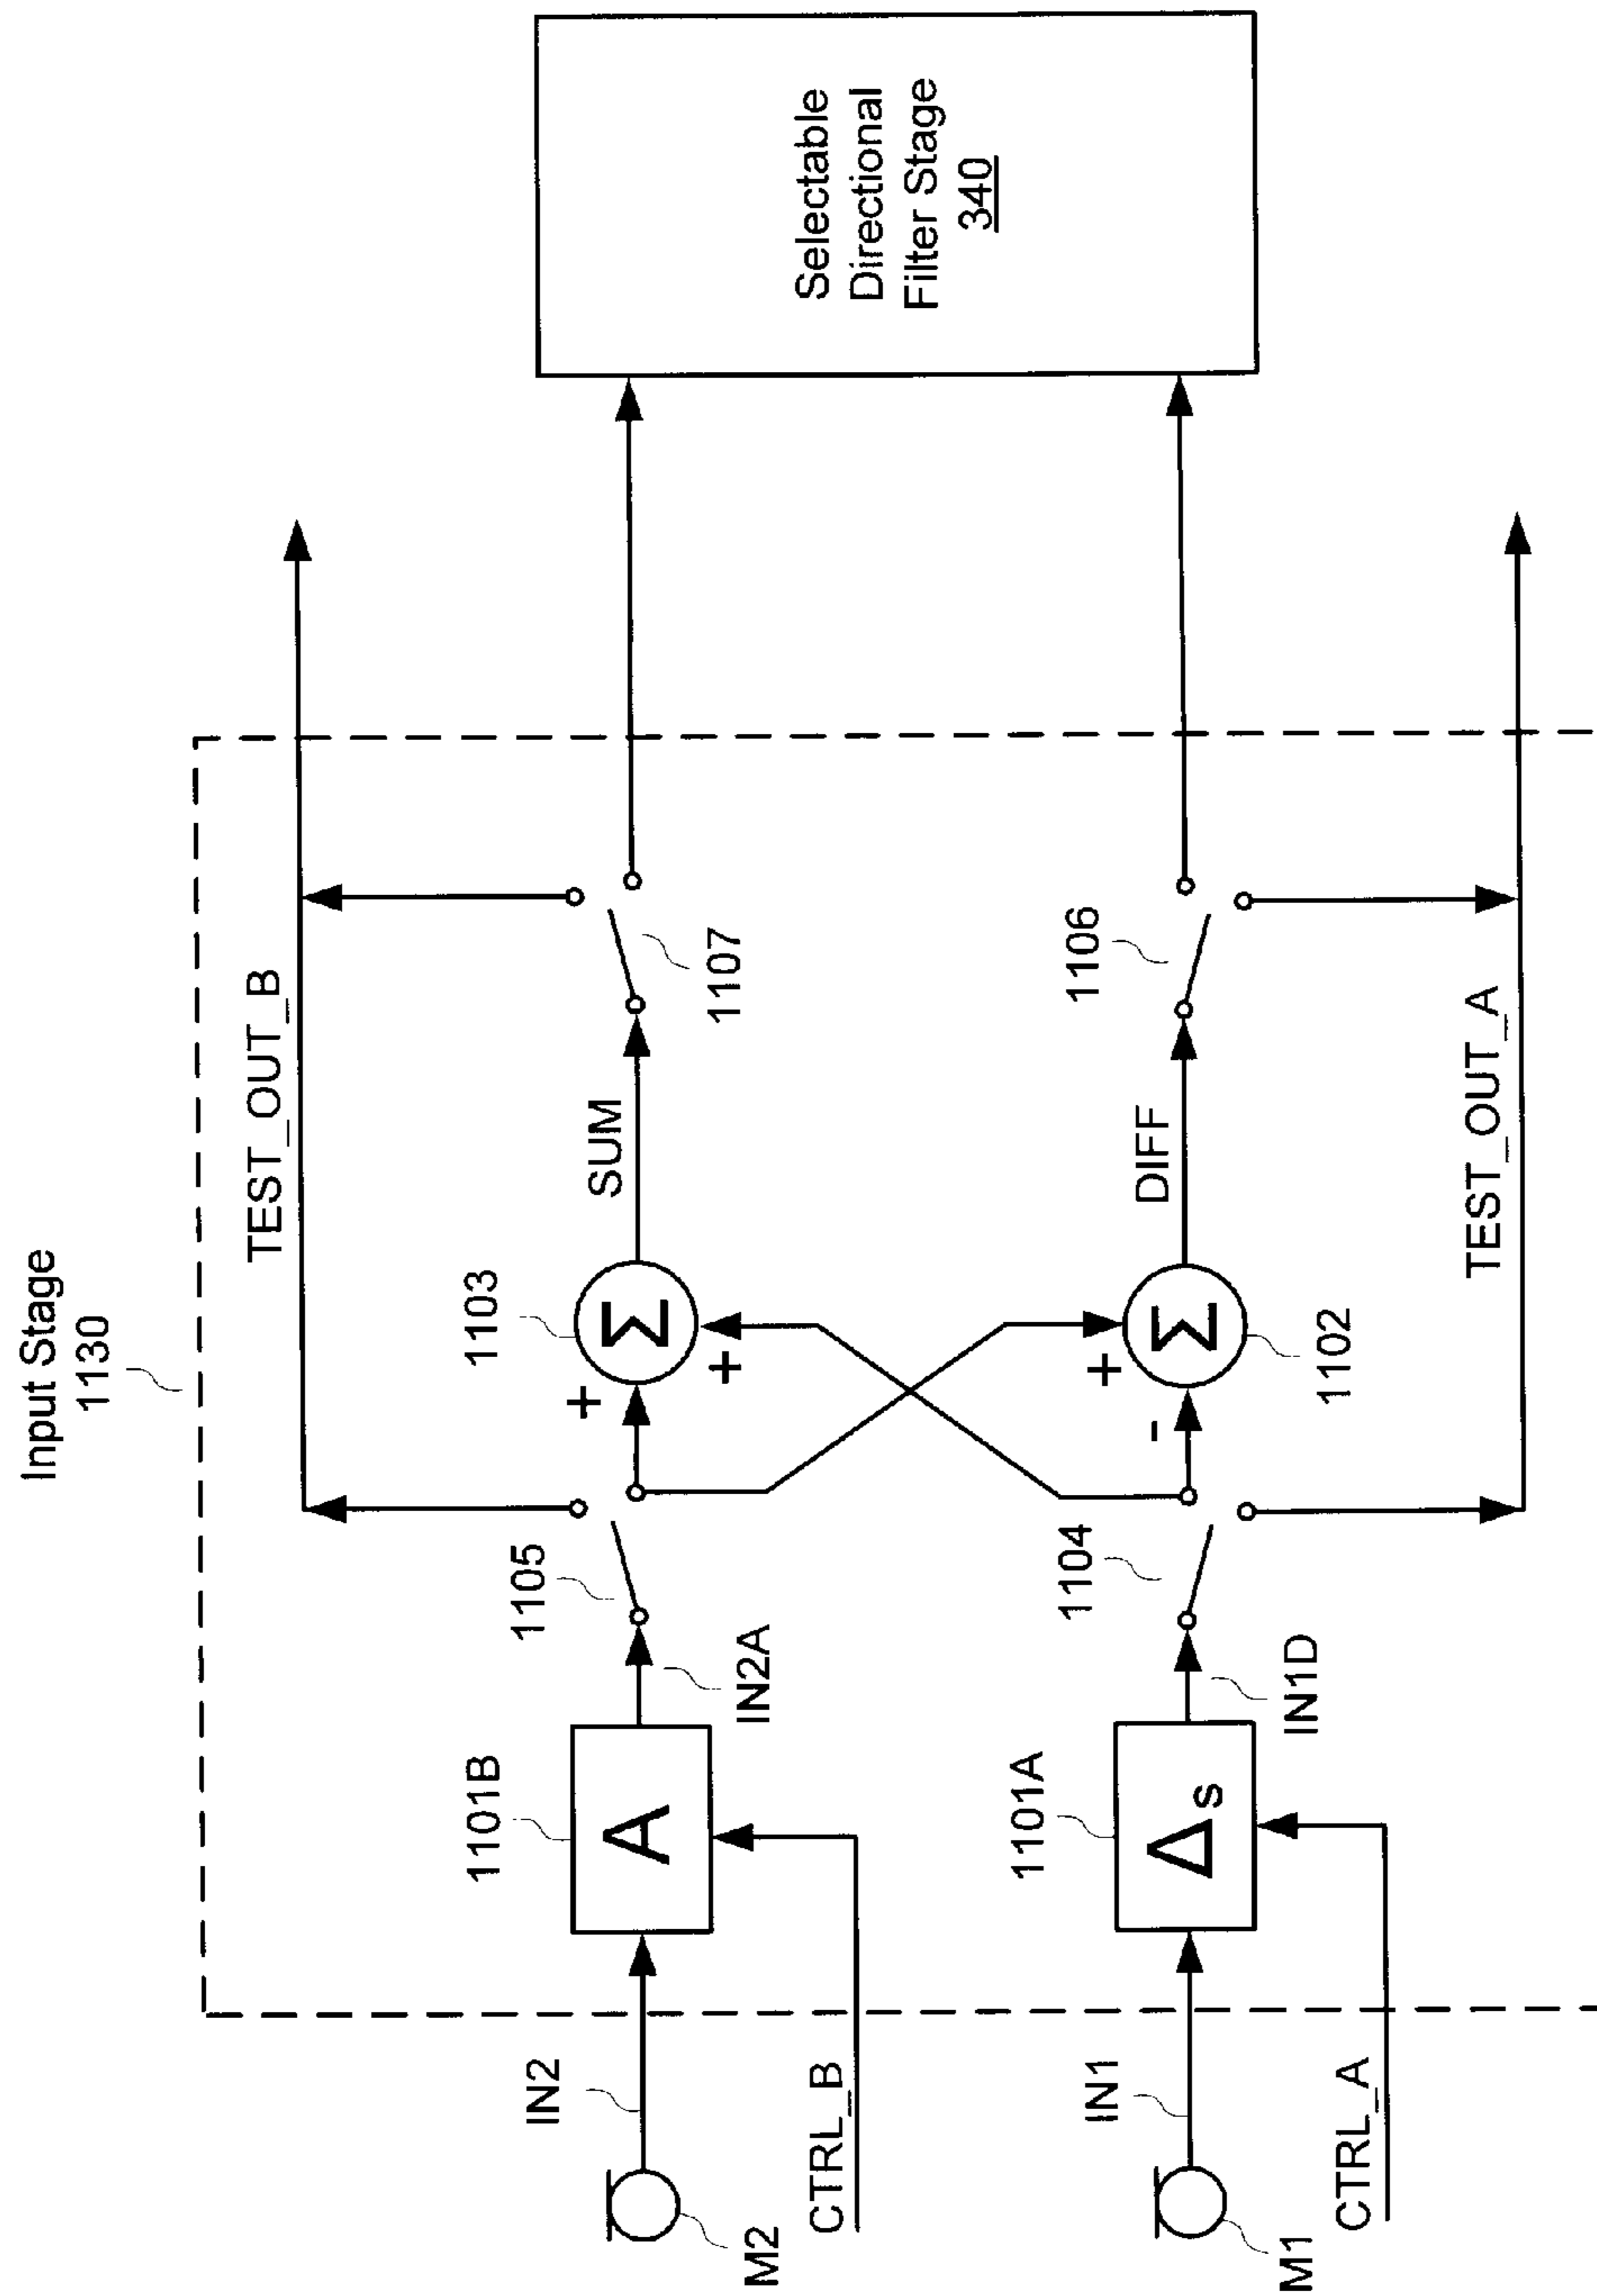 Input Stage
1130
TEST_OUT_B
1105
1103
SUM
1107
1101B
A
IN2A
Σ
+
+
IN2
M2
CTRL_B
Selectable
Directional
Filter Stage
340
1101A
Δs
IN1D
1104
-
+
Σ
1102
DIFF
1106
IN1
M1
CTRL_A
TEST_OUT_A